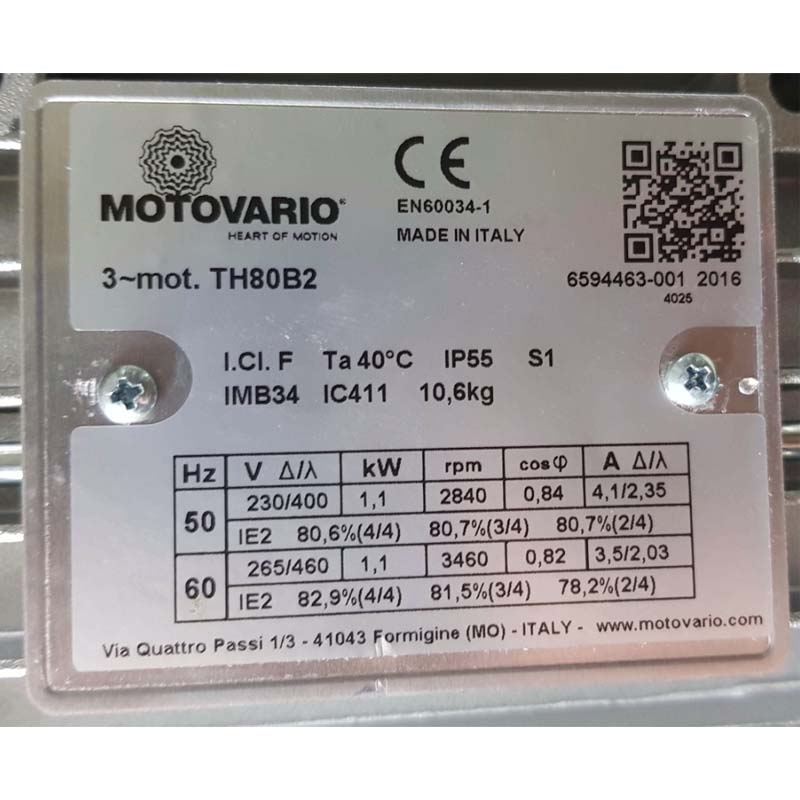 MOTOVARIO®
HEART OF MOTION
CE
EN60034-1
MADE IN ITALY
3~mot. TH80B2
6594463-001 2016
4025
I.Cl. F Ta 40°C IP55 S1
IMB34 IC411 10,6kg
Hz V Δ/⅄ kW rpm cosφ A Δ/⅄
50 230/400 1,1 2840 0,84 4,1/2,35
IE2 80,6%(4/4) 80,7%(3/4) 80,7%(2/4)
60 265/460 1,1 3460 0,82 3,5/2,03
IE2 82,9%(4/4) 81,5%(3/4) 78,2%(2/4)
Via Quattro Passi 1/3 - 41043 Formigine (MO) - ITALY - www.motovario.com